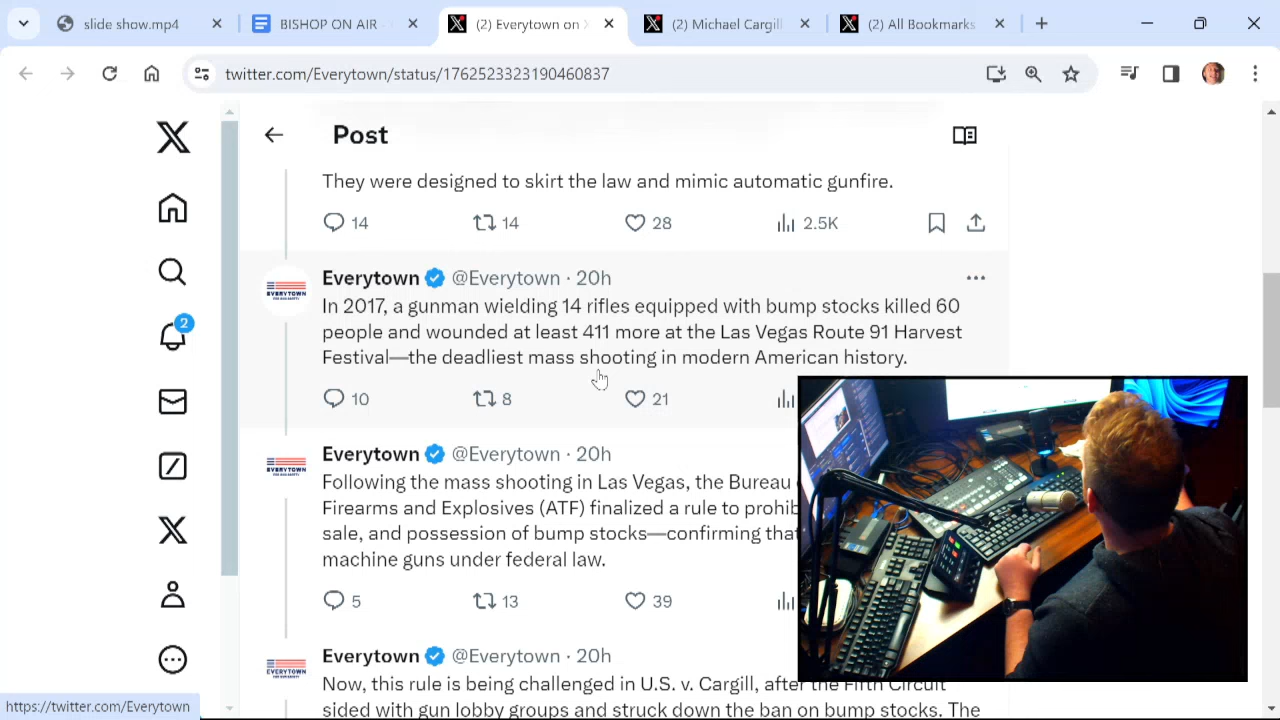 slide show.mp4
BISHOP ON AIR -
(2) Everytown on
(2) Michael Cargill
(2) All Bookmarks
twitter.com/Everytown/status/1762523323190460837
Post
They were designed to skirt the law and mimic automatic gunfire.
14 14 28 2.5K
Everytown @Everytown · 20h
In 2017, a gunman wielding 14 rifles equipped with bump stocks killed 60
people and wounded at least 411 more at the Las Vegas Route 91 Harvest
Festival—the deadliest mass shooting in modern American history.
10 8 21
2
Everytown @Everytown · 20h
Following the mass shooting in Las Vegas, the Bureau
Firearms and Explosives (ATF) finalized a rule to prohib
sale, and possession of bump stocks—confirming that
machine guns under federal law.
5 13 39
Everytown @Everytown · 20h
Now, this rule is being challenged in U.S. v. Cargill, after the Fifth Circuit
sided with gun lobby groups and struck down the ban on bump stocks. The
https://twitter.com/Everytown